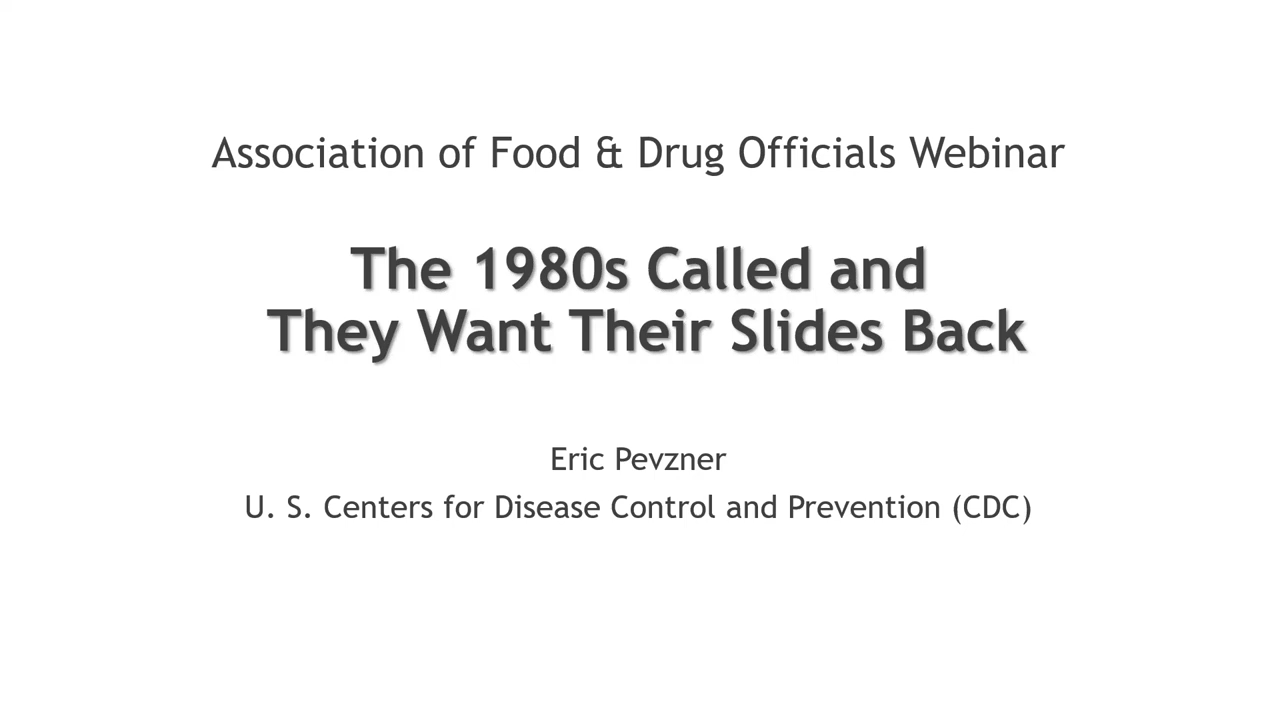 Association of Food & Drug Officials Webinar
The 1980s Called and
They Want Their Slides Back
Eric Pevzner
U. S. Centers for Disease Control and Prevention (CDC)